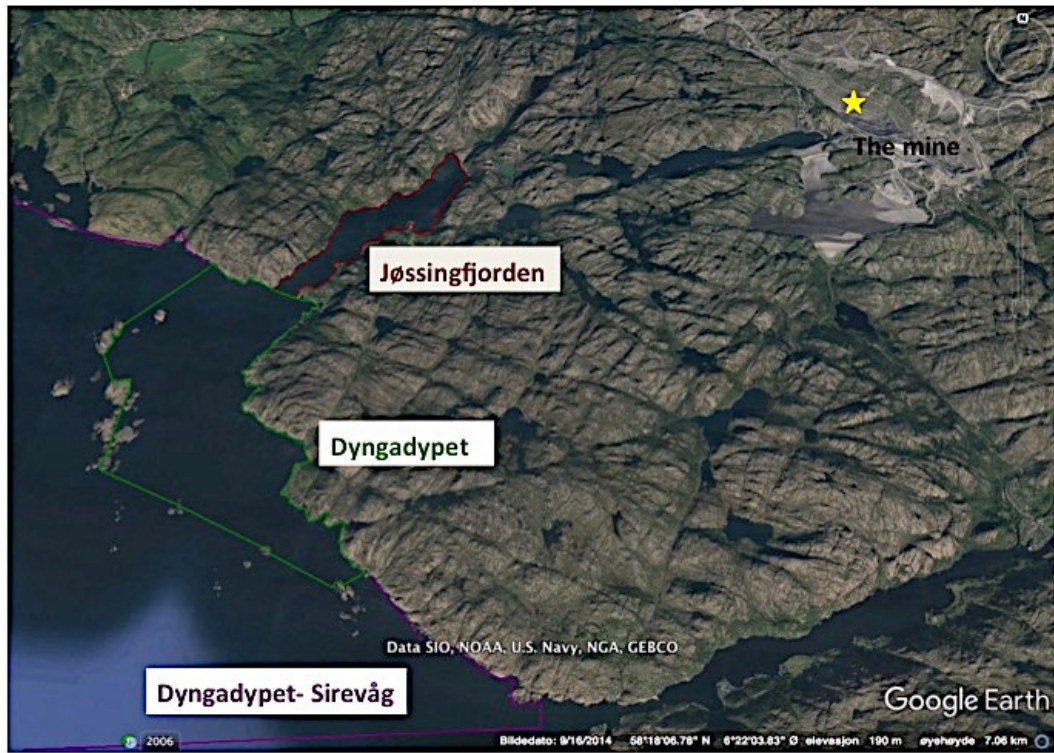 N
The mine
Jøssingfjorden
Dyngadypet
Data SIO, NOAA, U.S. Navy, NGA, GEBCO
Dyngadypet- Sirevåg
Google Earth
2006
Bildedato: 9/16/2014 58°18'06.78" N 6°22'03.83" Ø elevasjon 190 m øyehøyde 7.06 km